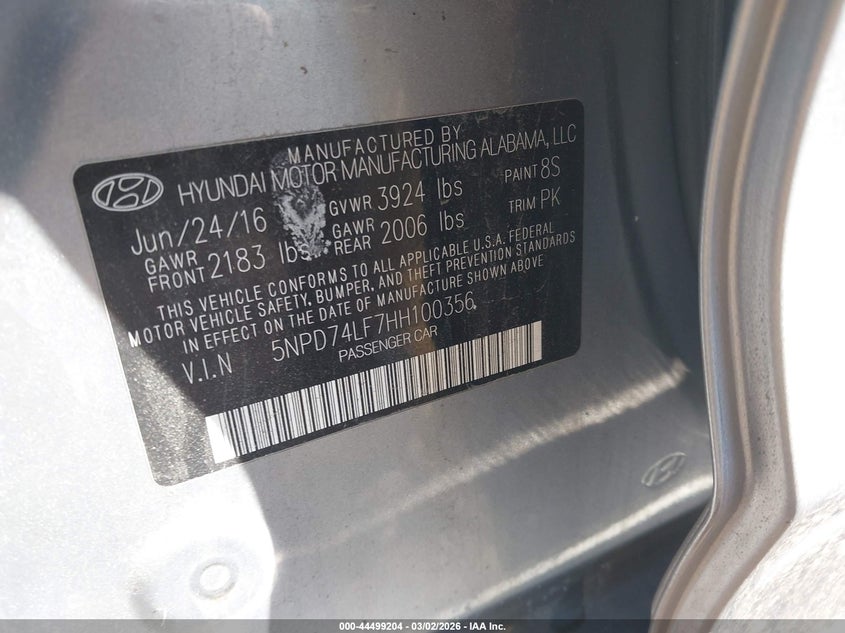 MANUFACTURED BY
HYUNDAI MOTOR MANUFACTURING ALABAMA, LLC
Jun/24/16 GVWR 3924 lbs PAINT 8S
GAWR FRONT 2183 lbs GAWR REAR 2006 lbs TRIM PK
THIS VEHICLE CONFORMS TO ALL APPLICABLE U.S.A. FEDERAL
MOTOR VEHICLE SAFETY, BUMPER, AND THEFT PREVENTION STANDARDS
IN EFFECT ON THE DATE OF MANUFACTURE SHOWN ABOVE
V.I.N 5NPD74LF7HH100356
PASSENGER CAR
000-44499204 - 03/02/2026 - IAA Inc.